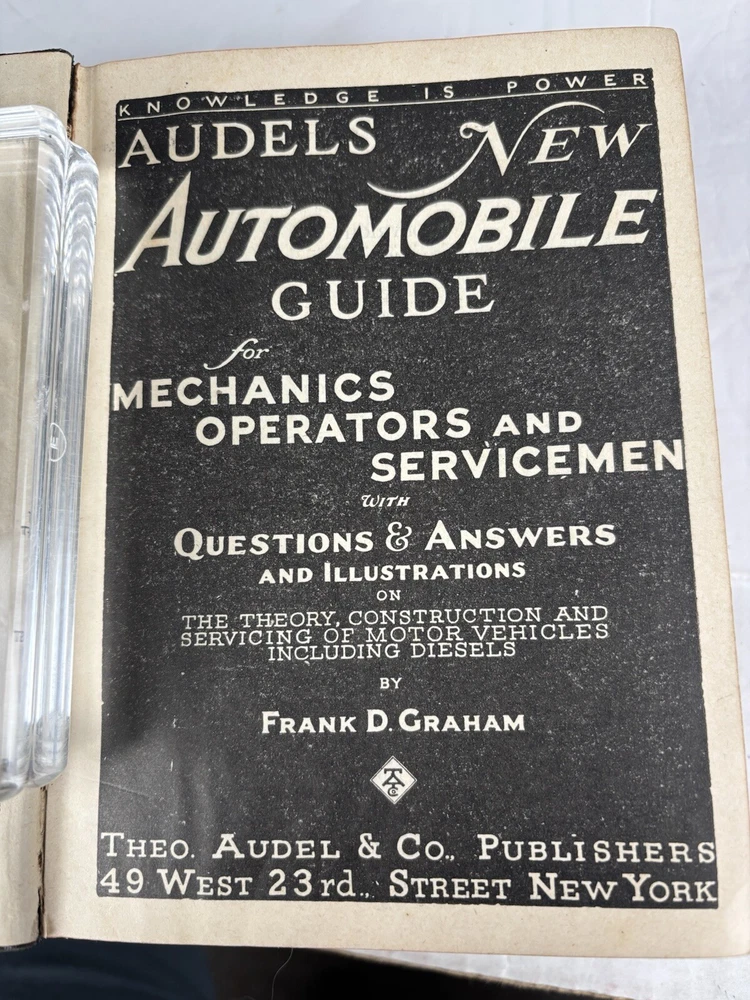 KNOWLEDGE IS POWER
AUDELS NEW
AUTOMOBILE
GUIDE
for
MECHANICS
OPERATORS AND
SERVICEMEN
WITH
QUESTIONS & ANSWERS
AND ILLUSTRATIONS
ON
THE THEORY, CONSTRUCTION AND
SERVICING OF MOTOR VEHICLES
INCLUDING DIESELS
BY
FRANK D. GRAHAM
THEO. AUDEL & CO., PUBLISHERS
49 WEST 23rd., STREET NEW YORK